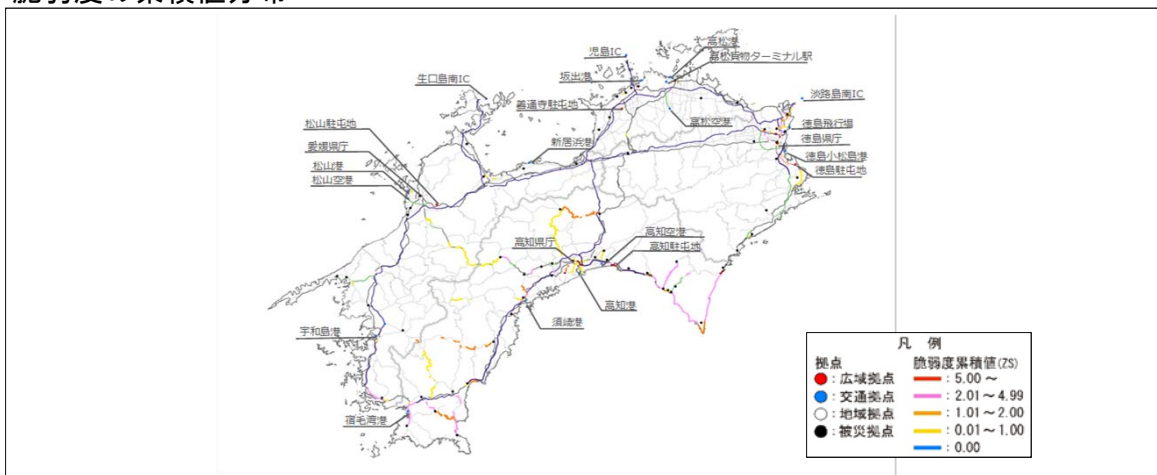 脆弱度の累積値分布
児島IC
高松港
高松貨物ターミナル駅
坂出港
生口島南IC
淡路島南IC
善通寺駐屯地
徳島飛行場
高松空港
松山駐屯地
徳島県庁
新居浜港
愛媛県庁
徳島小松島港
松山港
徳島駐屯地
松山空港
高知空港
高知県庁
高知駐屯地
高知港
須崎港
宇和島港
宿毛湾港
凡 例
拠点 脆弱度累積値(ZS)
：広域拠点 ：5.00 ～
：交通拠点 ：2.01～4.99
：地域拠点 ：1.01～2.00
：被災拠点 ：0.01～1.00
：0.00